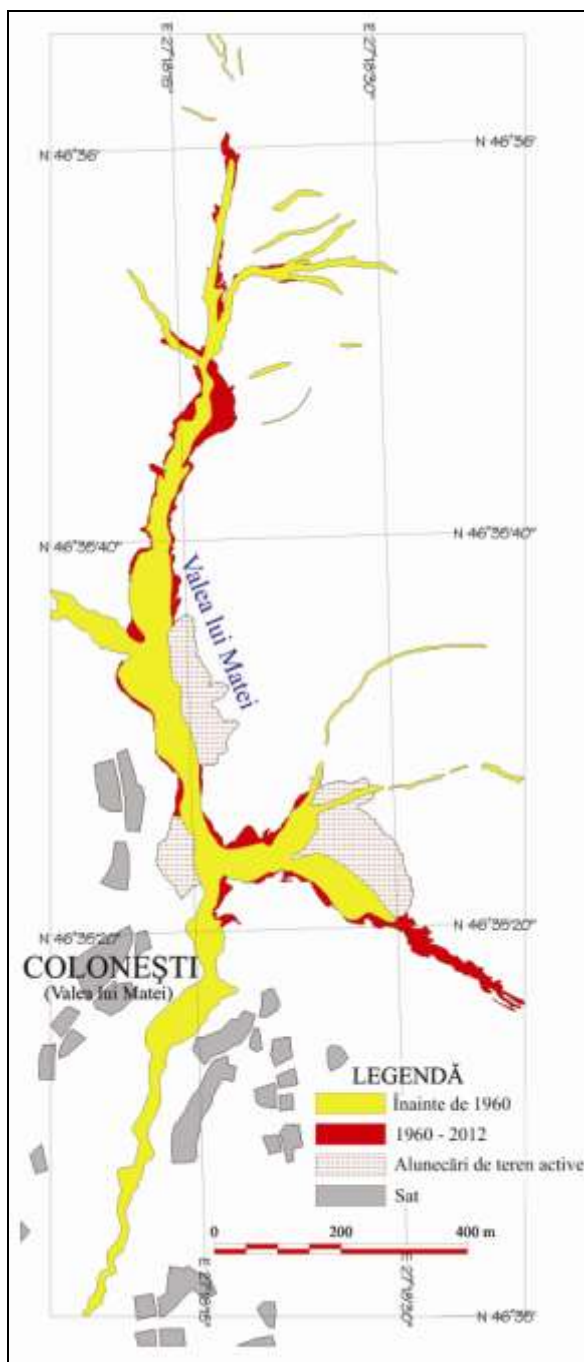 E 27°18'15"
E 27°18'30"
N 46°36'
N 46°36'
N 46°35'40"
N 46°35'40"
Valea lui Matei
N 46°35'20"
N 46°35'20"
COLONEŞTI
(Valea lui Matei)
LEGENDĂ
Înainte de 1960
1960 - 2012
Alunecări de teren active
Sat
0 200 400 m
E 27°18'15"
E 27°18'30"
N 46°35'